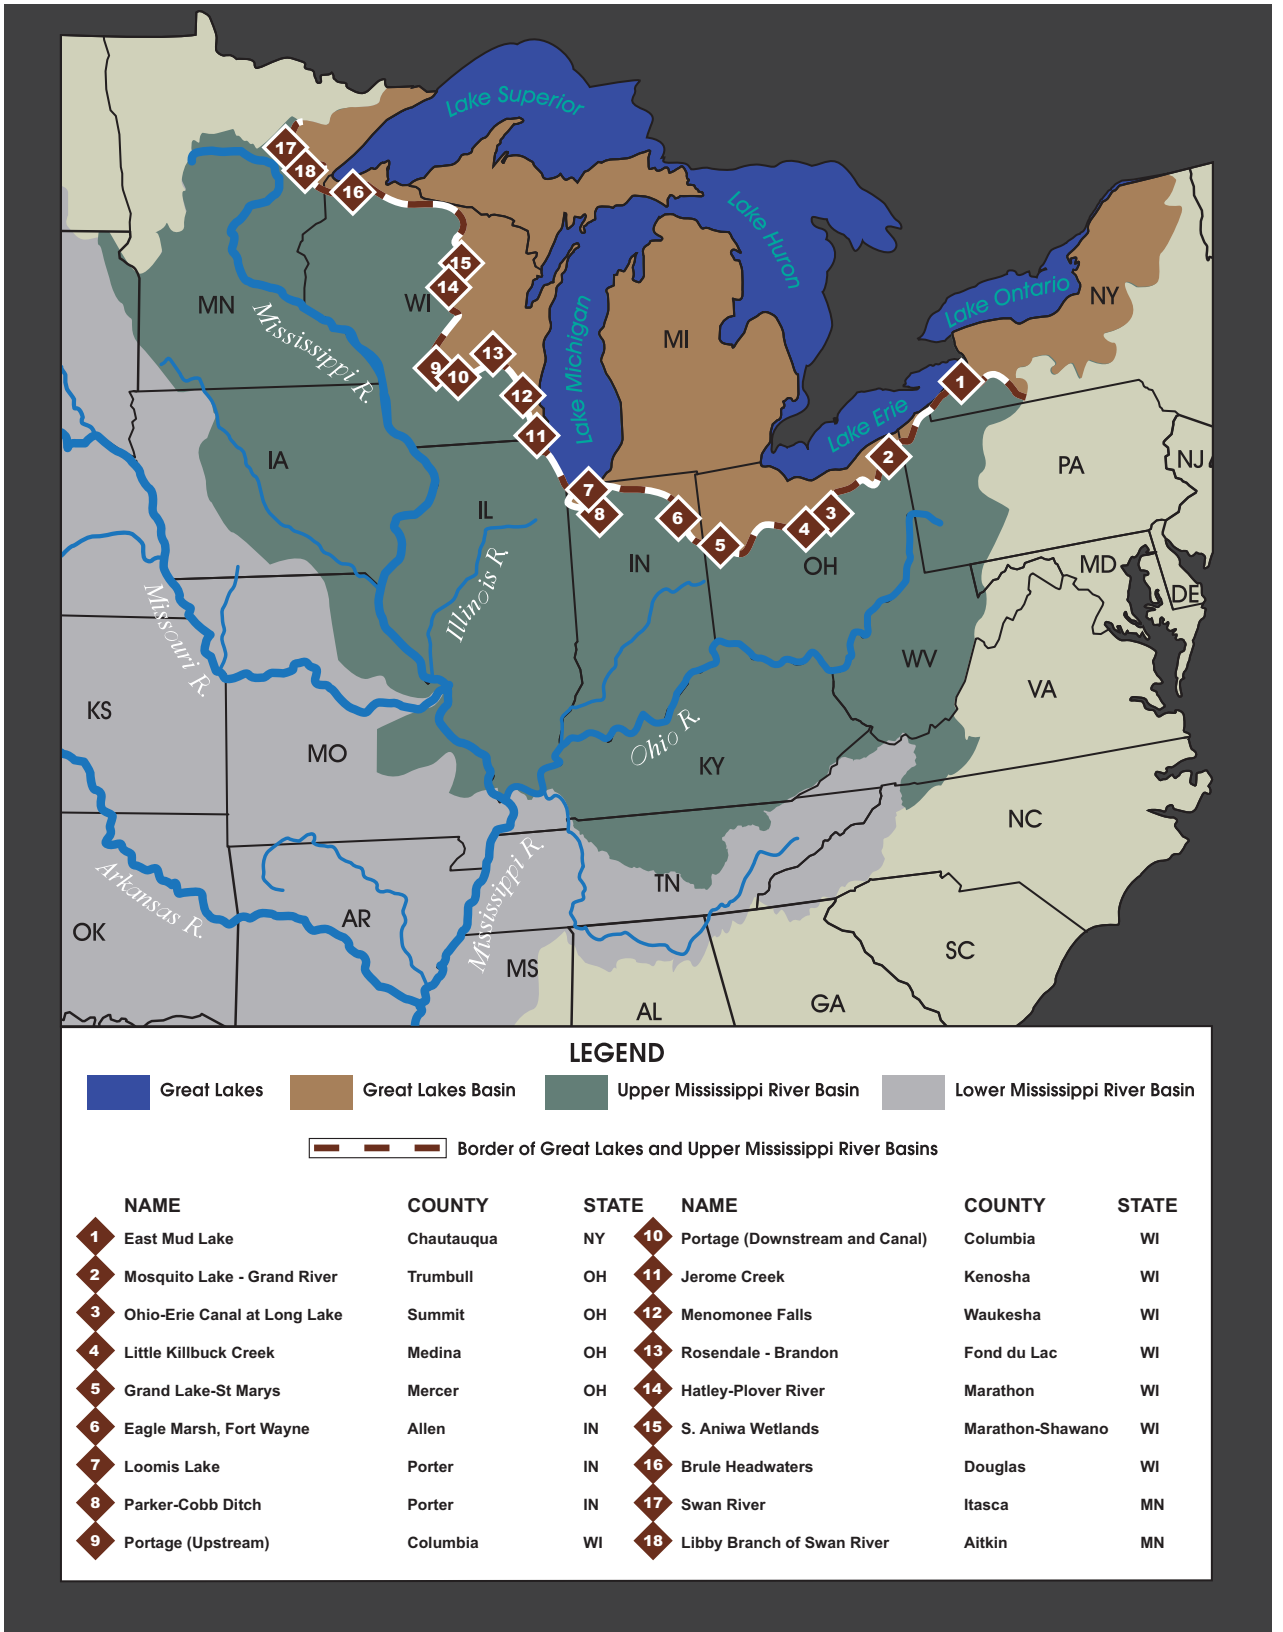 Lake Superior
17
18
16
Lake Huron
15
14
WI
MN
Mississippi R.
Lake Michigan
MI
Lake Ontario
NY
13
9
10
12
11
1
Lake Erie
2
IA
PA
NJ
IL
7
8
6
5
4
3
IN
OH
MD
DE
Illinois R.
Missouri R.
WV
VA
KS
MO
Ohio R.
KY
NC
Mississippi R.
TN
Arkansas R.
AR
OK
MS
SC
AL
GA
LEGEND
Great Lakes
Great Lakes Basin
Upper Mississippi River Basin
Lower Mississippi River Basin
Border of Great Lakes and Upper Mississippi River Basins
NAME COUNTY STATE NAME COUNTY STATE
1 East Mud Lake Chautauqua NY 10 Portage (Downstream and Canal) Columbia WI
2 Mosquito Lake - Grand River Trumbull OH 11 Jerome Creek Kenosha WI
3 Ohio-Erie Canal at Long Lake Summit OH 12 Menomonee Falls Waukesha WI
4 Little Killbuck Creek Medina OH 13 Rosendale - Brandon Fond du Lac WI
5 Grand Lake-St Marys Mercer OH 14 Hatley-Plover River Marathon WI
6 Eagle Marsh, Fort Wayne Allen IN 15 S. Aniwa Wetlands Marathon-Shawano WI
7 Loomis Lake Porter IN 16 Brule Headwaters Douglas WI
8 Parker-Cobb Ditch Porter IN 17 Swan River Itasca MN
9 Portage (Upstream) Columbia WI 18 Libby Branch of Swan River Aitkin MN